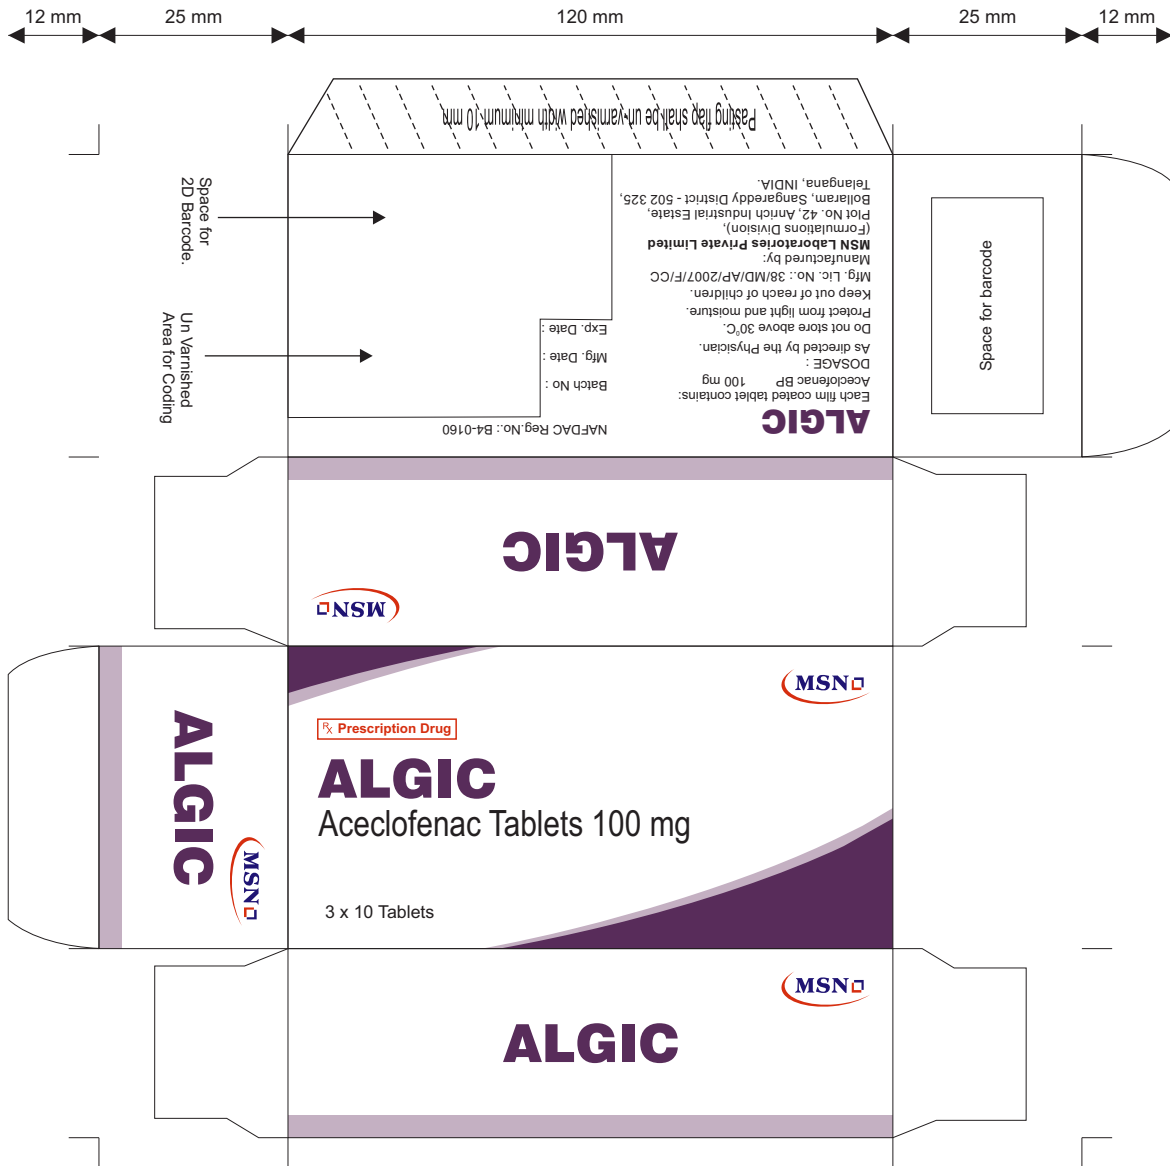 12 mm
25 mm
120 mm
25 mm
12 mm
Pasting flap shall be un-varnished width minimum 10 mm
Space for
2D Barcode.
Un Varnished
Area for Coding
NAFDAC Reg.No.: B4-0160
Batch No :
Mfg. Date :
Exp. Date :
ALGIC
Each film coated tablet contains:
Aceclofenac BP 100 mg
DOSAGE :
As directed by the Physician.
Do not store above 30°C.
Protect from light and moisture.
Keep out of reach of children.
Mfg. Lic. No.: 38/MD/AP/2007/F/CC
Manufactured by:
MSN Laboratories Private Limited
(Formulations Division),
Plot No. 42, Anrich Industrial Estate,
Bollaram, Sangareddy District - 502 325,
Telangana, INDIA.
Space for barcode
ALGIC
MSN
ALGIC
MSN
MSN
Rx Prescription Drug
ALGIC
Aceclofenac Tablets 100 mg
3 x 10 Tablets
MSN
ALGIC